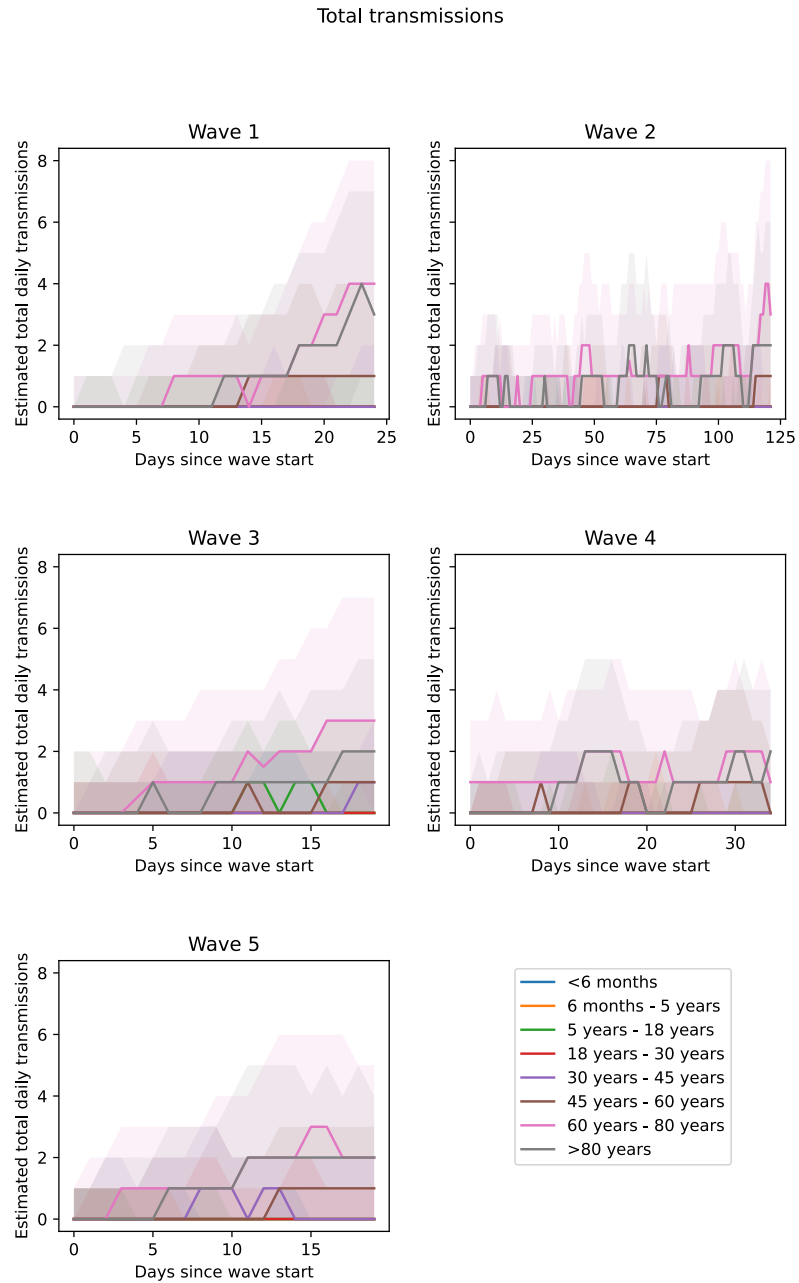 Total transmissions
Wave 1
Estimated total daily transmissions
8
6
4
2
0
0 5 10 15 20 25
Days since wave start
Wave 2
Estimated total daily transmissions
0 25 50 75 100 125
Days since wave start
Wave 3
Estimated total daily transmissions
8
6
4
2
0
0 5 10 15
Days since wave start
Wave 4
Estimated total daily transmissions
0 10 20 30
Days since wave start
Wave 5
Estimated total daily transmissions
8
6
4
2
0
0 5 10 15
Days since wave start
<6 months
6 months - 5 years
5 years - 18 years
18 years - 30 years
30 years - 45 years
45 years - 60 years
60 years - 80 years
>80 years